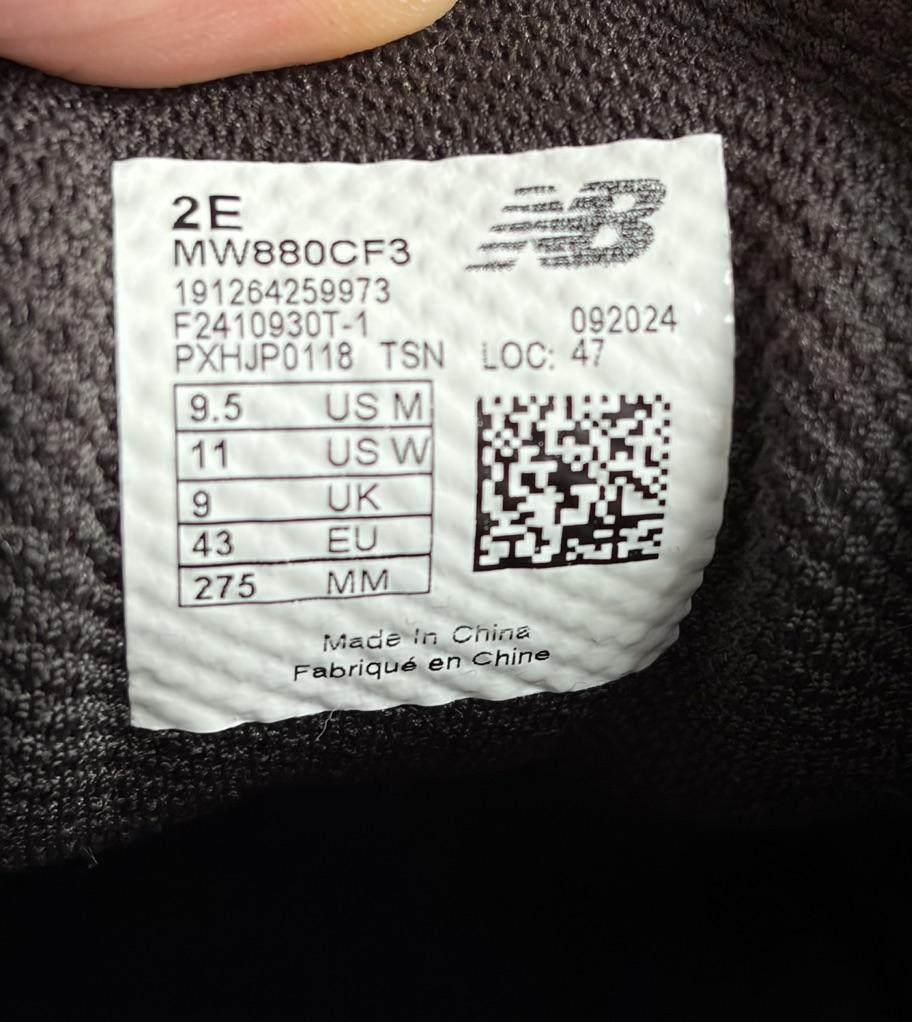 2E
NB
MW880CF3
191264259973
F2410930T-1 092024
PXHJP0118 TSN LOC: 47
9.5 US M
11 US W
9 UK
43 EU
275 MM
Made In China
Fabriqué en Chine